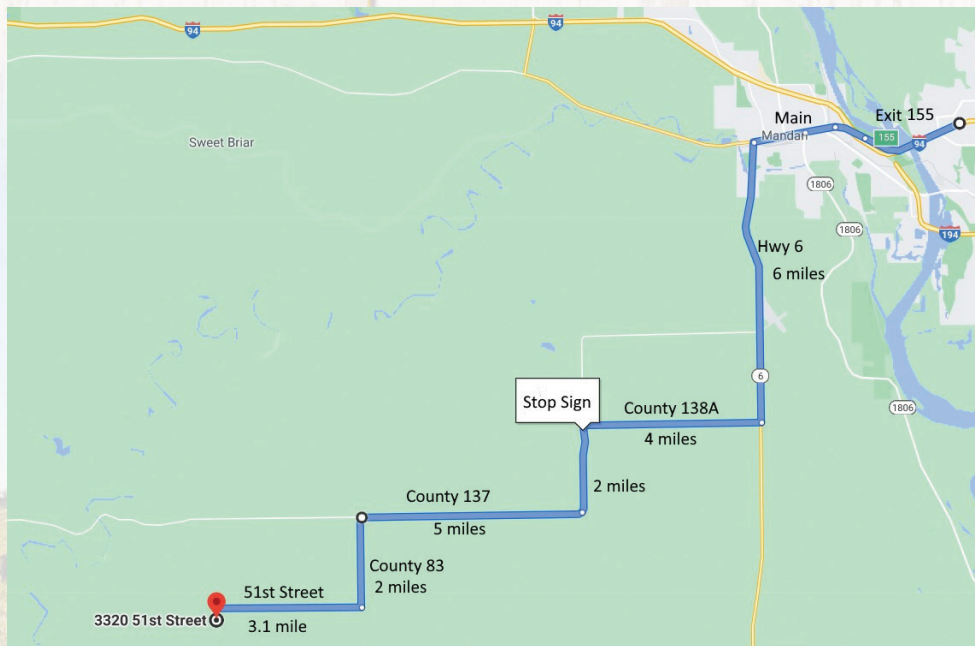 94
94
Sweet Briar
Main
Mandan
Exit 155
155
94
1806
1806
194
Hwy 6
6 miles
6
1806
Stop Sign
County 138A
4 miles
2 miles
County 137
5 miles
County 83
2 miles
51st Street
3320 51st Street
3.1 mile